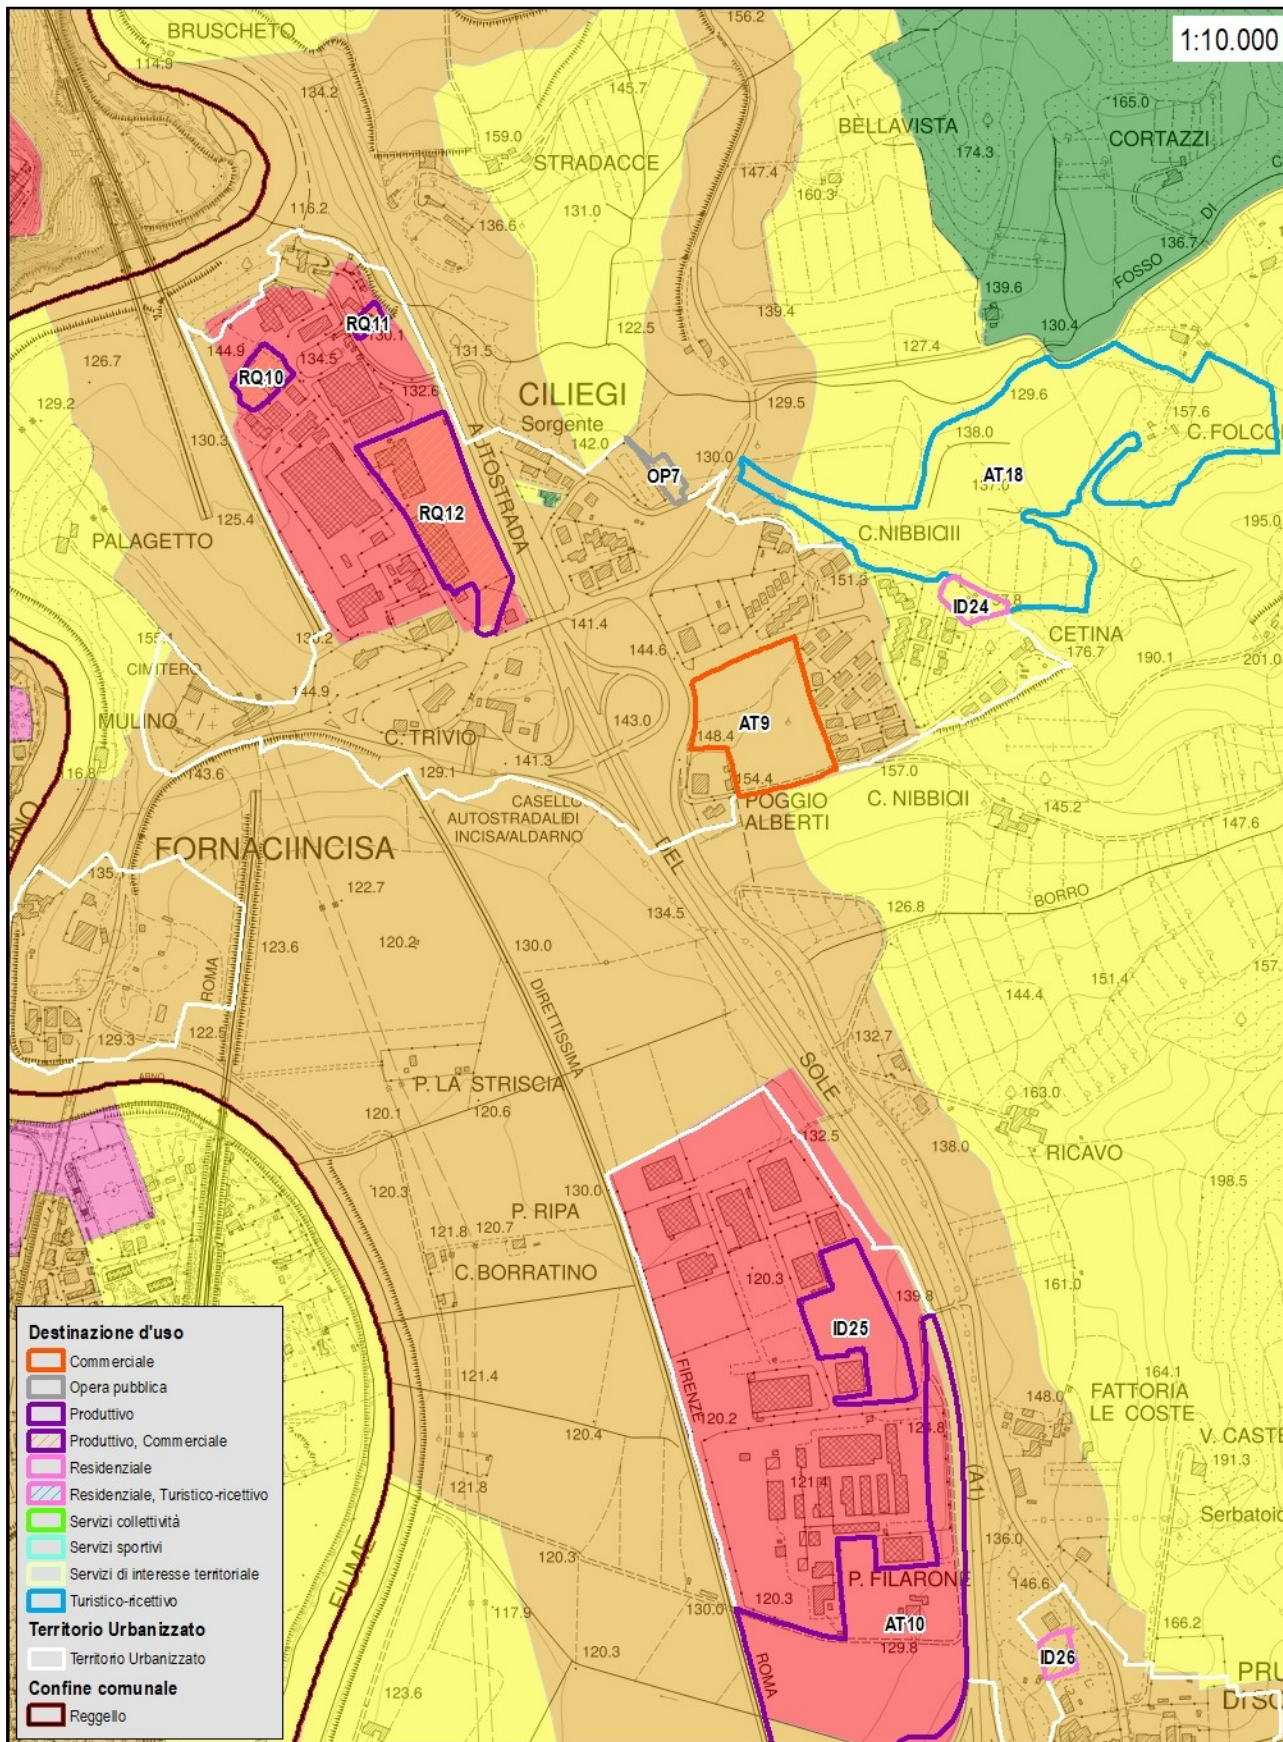 1:10.000
BRUSCHETO
156.2
114.9
134.2
145.7
165.0
BELLAVISTA
CORTAZZI
159.0
174.3
STRADACCE
147.4
160.3
116.2
131.0
136.6
136.7
DI
FOSSO
139.6
139.4
122.5
130.4
RQ11
130.1
127.4
126.7
144.9
134.5
131.5
RQ10
132.6
129.6
CILIEGI
129.5
157.6
129.2
Sorgente
C. FOLCO
142.0
138.0
130.3
AUTOSTRADA
130.0
OP7
AT18
137.0
RQ12
125.4
195.0
PALAGETTO
C.NIBBIOIII
151.3
ID24
130.2
141.4
CETINA
144.6
176.7
190.1
201.0
CIMITERO
144.9
MULINO
143.0
AT9
C. TRIVIO
148.4
141.3
129.1
143.6
154.4
157.0
CASELLO
POGGIO
C. NIBBIOII
AUTOSTRADALEDI
ALBERTI
145.2
INCISAVALDARNO
147.6
FORNACIINCISA
DEL
135.1
122.7
BORRO
126.8
134.5
123.6
120.2
130.0
ROMA
151.4
144.4
DIRETTISSIMA
122.5
129.3
132.7
ARNO
SOLE
P. LA STRISCIA
163.0
120.1
120.6
132.5
138.0
RICAVO
120.3
130.0
198.5
P. RIPA
121.8
120.7
C. BORRATINO
120.3
161.0
139.8
ID25
Destinazione d'uso
Commerciale
Opera pubblica
Produttivo
Produttivo, Commerciale
Residenziale
Residenziale, Turistico-ricettivo
Servizi collettività
Servizi sportivi
Servizi di interesse territoriale
Turistico-ricettivo
Territorio Urbanizzato
Territorio Urbanizzato
Confine comunale
Reggello
FIRENZE
121.4
164.1
FATTORIA
LE COSTE
148.0
120.2
120.4
124.8
V. CASTE
191.3
121.4
121.8
(A1)
Serbatoio
136.0
FIUME
120.3
P. FILARONE
146.6
117.9
130.0
120.3
AT10
166.2
129.8
120.3
ID26
ROMA
123.6